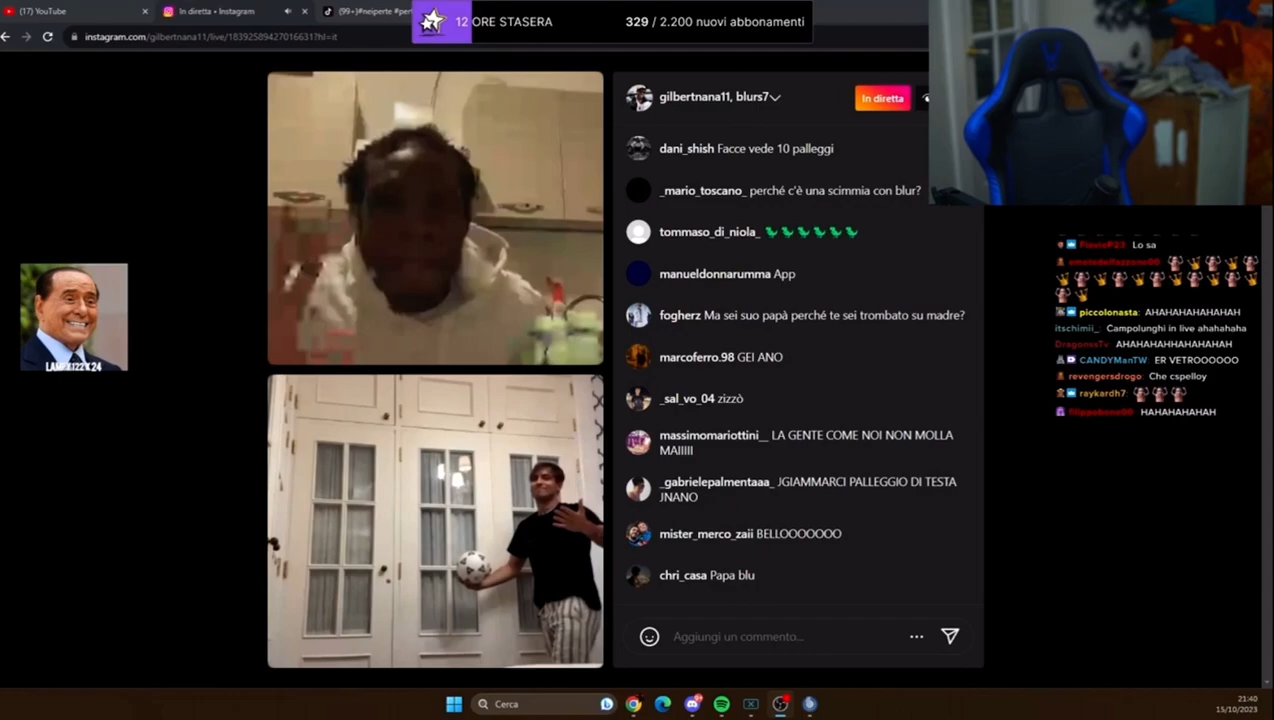 (17) YouTube
In diretta • Instagram
(99+)#neiperte #per
12 ORE STASERA
329 / 2.200 nuovi abbonamenti
instagram.com/gilbertnana11/live/18392589427016631?hl=it
gilbertnana11, blurs7
In diretta
dani_shish Facce vede 10 palleggi
_mario_toscano_ perché c'è una scimmia con blur?
tommaso_di_niola_ 🦖🦖🦖🦖🦖🦖
manueldonnarumma App
fogherz Ma sei suo papà perché te sei trombato su madre?
marcoferro.98 GEI ANO
_sal_vo_04 zizzò
massimomariottini__ LA GENTE COME NOI NON MOLLA
MAIIIII
_gabrielepalmentaaa_ JGIAMMARCI PALLEGGIO DI TESTA
JNANO
mister_merco_zaii BELLOOOOOOO
chri_casa Papa blu
Aggiungi un commento...
FlavioP23 Lo sa
piccolonasta: AHAHAHAHAHAHAH
itschimii_: Campolunghi in live ahahahaha
DragonssTv: AHAHAHAHHAHAHAHAH
CANDYManTW: ER VETROOOOOO
revengersdrogo: Che cspelloy
raykardh7:
filippobone00: HAHAHAHAHAH
Cerca
21:40
15/10/2023